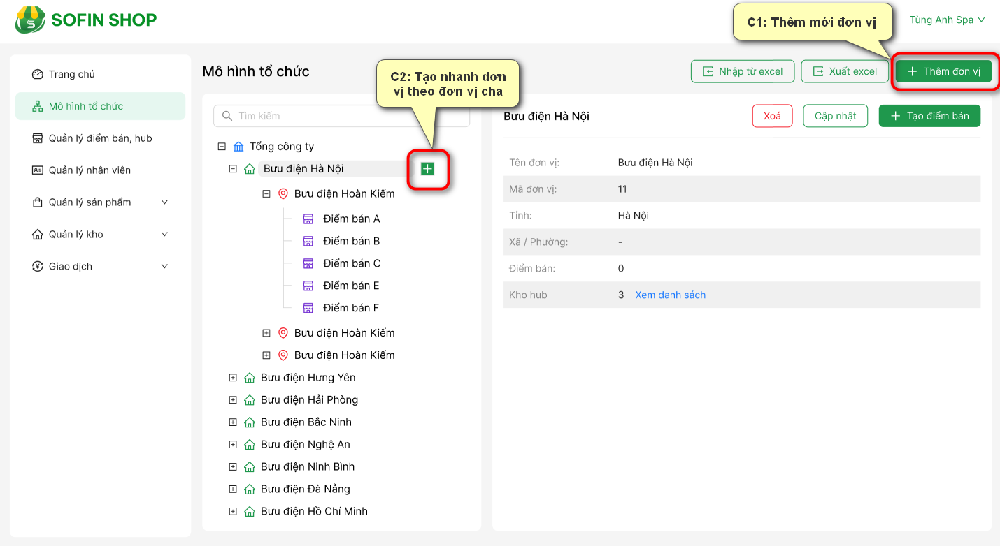 SOFIN SHOP
C1: Thêm mới đơn vị
Tùng Anh Spa
Trang chủ
Mô hình tổ chức
Quản lý điểm bán, hub
Quản lý nhân viên
Quản lý sản phẩm
Quản lý kho
Giao dịch
Mô hình tổ chức
C2: Tạo nhanh đơn
vị theo đơn vị cha
Nhập từ excel
Xuất excel
Thêm đơn vị
Tìm kiếm
Tổng công ty
Bưu điện Hà Nội
Bưu điện Hoàn Kiếm
Điểm bán A
Điểm bán B
Điểm bán C
Điểm bán E
Điểm bán F
Bưu điện Hoàn Kiếm
Bưu điện Hoàn Kiếm
Bưu điện Hưng Yên
Bưu điện Hải Phòng
Bưu điện Bắc Ninh
Bưu điện Nghệ An
Bưu điện Ninh Bình
Bưu điện Đà Nẵng
Bưu điện Hồ Chí Minh
Bưu điện Hà Nội
Xoá
Cập nhật
Tạo điểm bán
Tên đơn vị: Bưu điện Hà Nội
Mã đơn vị: 11
Tỉnh: Hà Nội
Xã / Phường: -
Điểm bán: 0
Kho hub 3 Xem danh sách